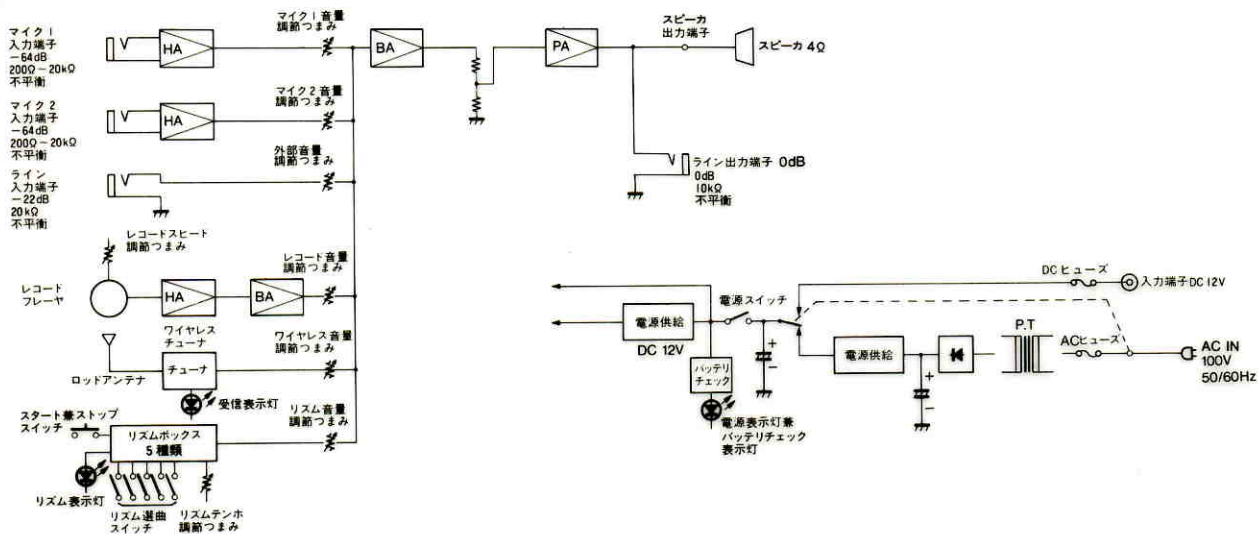 マイク1
入力端子
−64dB
200Ω−20kΩ
不平衡
HA
マイク1音量
調節つまみ
BA
PA
スピーカ
出力端子
スピーカ 4Ω
マイク2
入力端子
−64dB
200Ω−20kΩ
不平衡
HA
マイク2音量
調節つまみ
ライン
入力端子
−22dB
20kΩ
不平衡
外部音量
調節つまみ
ライン出力端子 0dB
0dB
10kΩ
不平衡
レコードスピード
調節つまみ
レコード
プレーヤ
HA
BA
レコード音量
調節つまみ
ロッドアンテナ
ワイヤレス
チューナ
チューナ
受信表示灯
ワイヤレス音量
調節つまみ
スタート兼ストップ
スイッチ
リズムボックス
5種類
リズム音量
調節つまみ
リズム表示灯
リズム選曲
スイッチ
リズムテンポ
調節つまみ
電源供給
DC 12V
電源スイッチ
バッテリ
チェック
電源表示灯兼
バッテリチェック
表示灯
+
−
電源供給
+
−
P.T
DCヒューズ
入力端子DC12V
ACヒューズ
AC IN
100V
50/60Hz